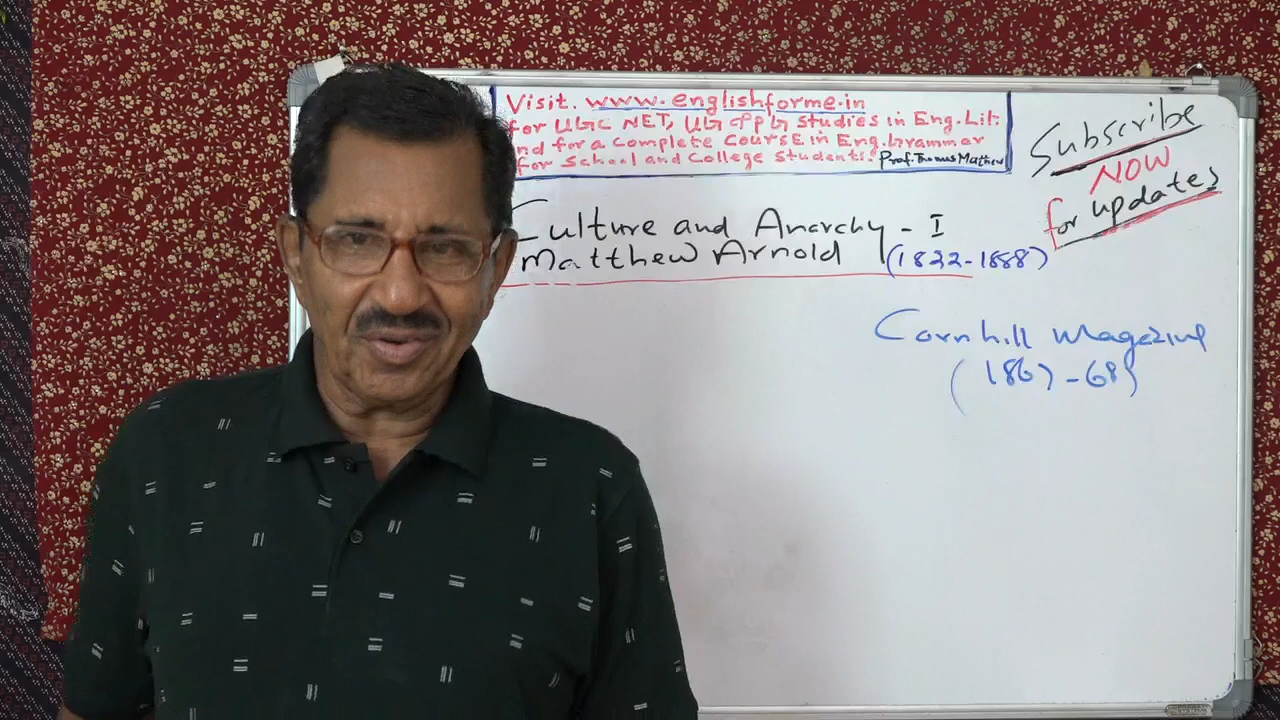 Visit. www.englishforme.in
for UGC NET, UG & PG Studies in Eng.Lit:
nd for a Complete Course in Eng.Grammar
for School and College Students. Prof.Thomas Mathew
Subscribe
NOW
for updates
Culture and Anarchy - I
Matthew Arnold (1822-1888)
Cornhill Magazine
(1867-68)